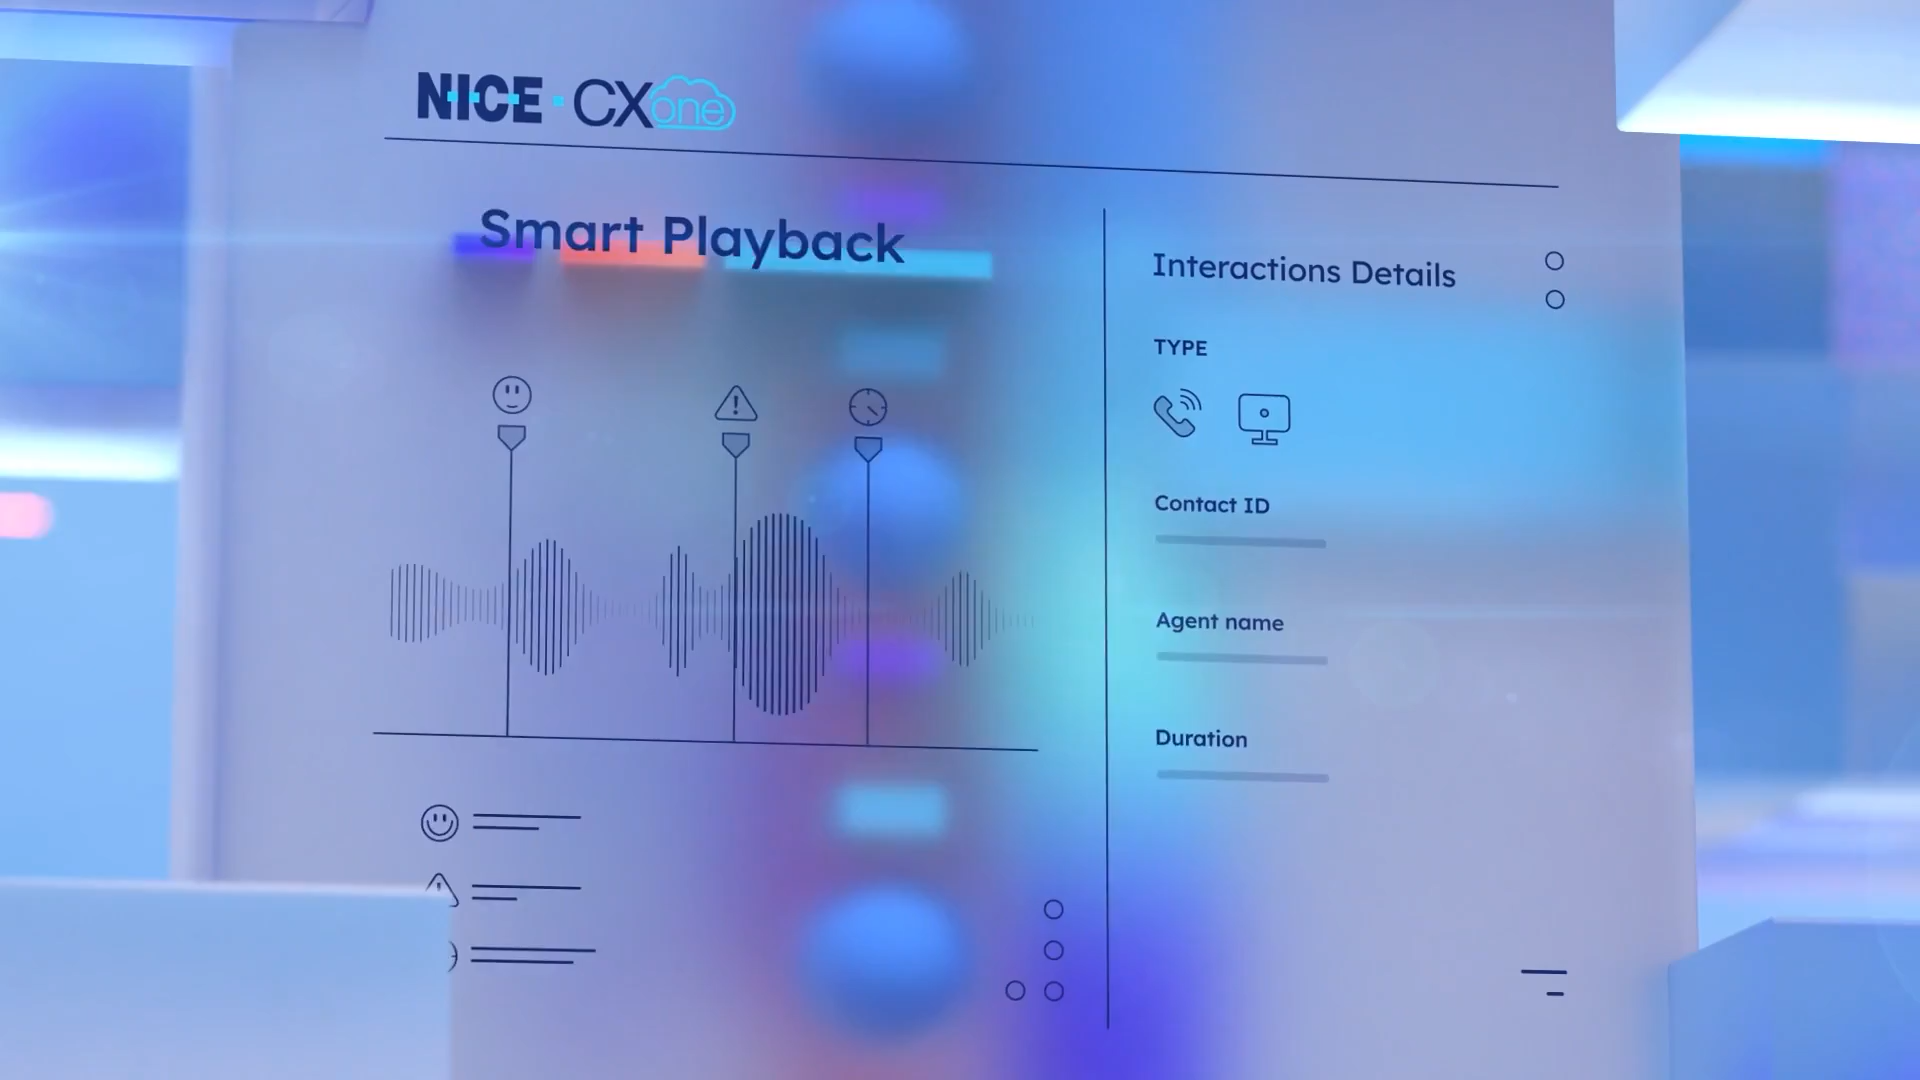 NICE · CXone
Smart Playback
Interactions Details
TYPE
Contact ID
Agent name
Duration